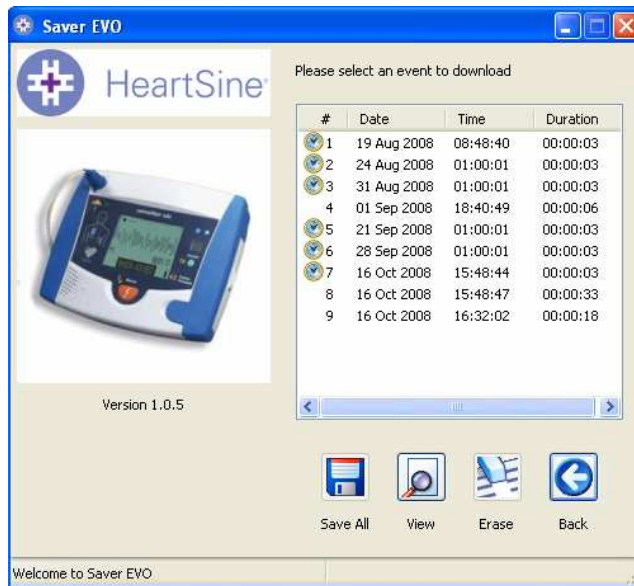 Saver EVO
HeartSine®
Please select an event to download
# Date Time Duration
1 19 Aug 2008 08:48:40 00:00:03
2 24 Aug 2008 01:00:01 00:00:03
3 31 Aug 2008 01:00:01 00:00:03
4 01 Sep 2008 18:40:49 00:00:06
5 21 Sep 2008 01:00:01 00:00:03
6 28 Sep 2008 01:00:01 00:00:03
7 16 Oct 2008 15:48:44 00:00:03
8 16 Oct 2008 15:48:47 00:00:33
9 16 Oct 2008 16:32:02 00:00:18
Version 1.0.5
Save All View Erase Back
Welcome to Saver EVO